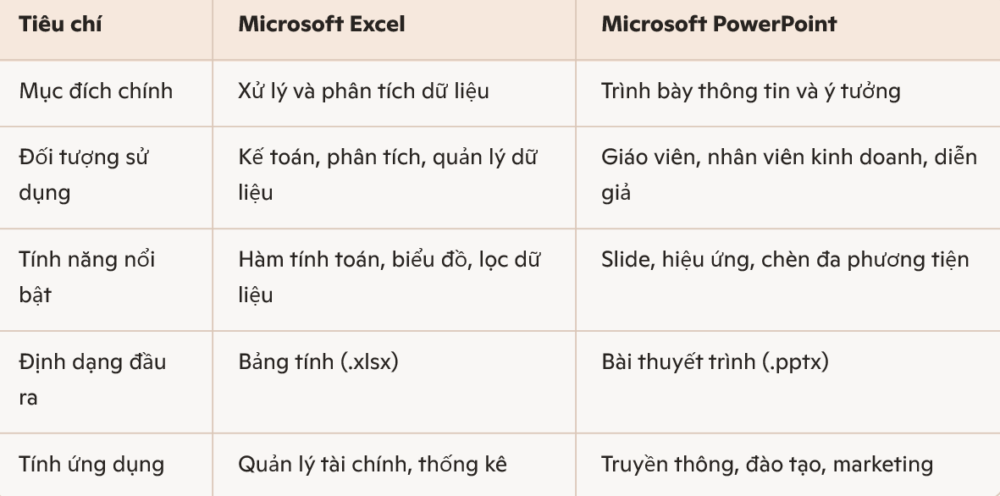 Tiêu chí
Microsoft Excel
Microsoft PowerPoint
Mục đích chính
Xử lý và phân tích dữ liệu
Trình bày thông tin và ý tưởng
Đối tượng sử
dụng
Kế toán, phân tích, quản lý dữ
liệu
Giáo viên, nhân viên kinh doanh, diễn
giả
Tính năng nổi
bật
Hàm tính toán, biểu đồ, lọc dữ
liệu
Slide, hiệu ứng, chèn đa phương tiện
Định dạng đầu
ra
Bảng tính (.xlsx)
Bài thuyết trình (.pptx)
Tính ứng dụng
Quản lý tài chính, thống kê
Truyền thông, đào tạo, marketing